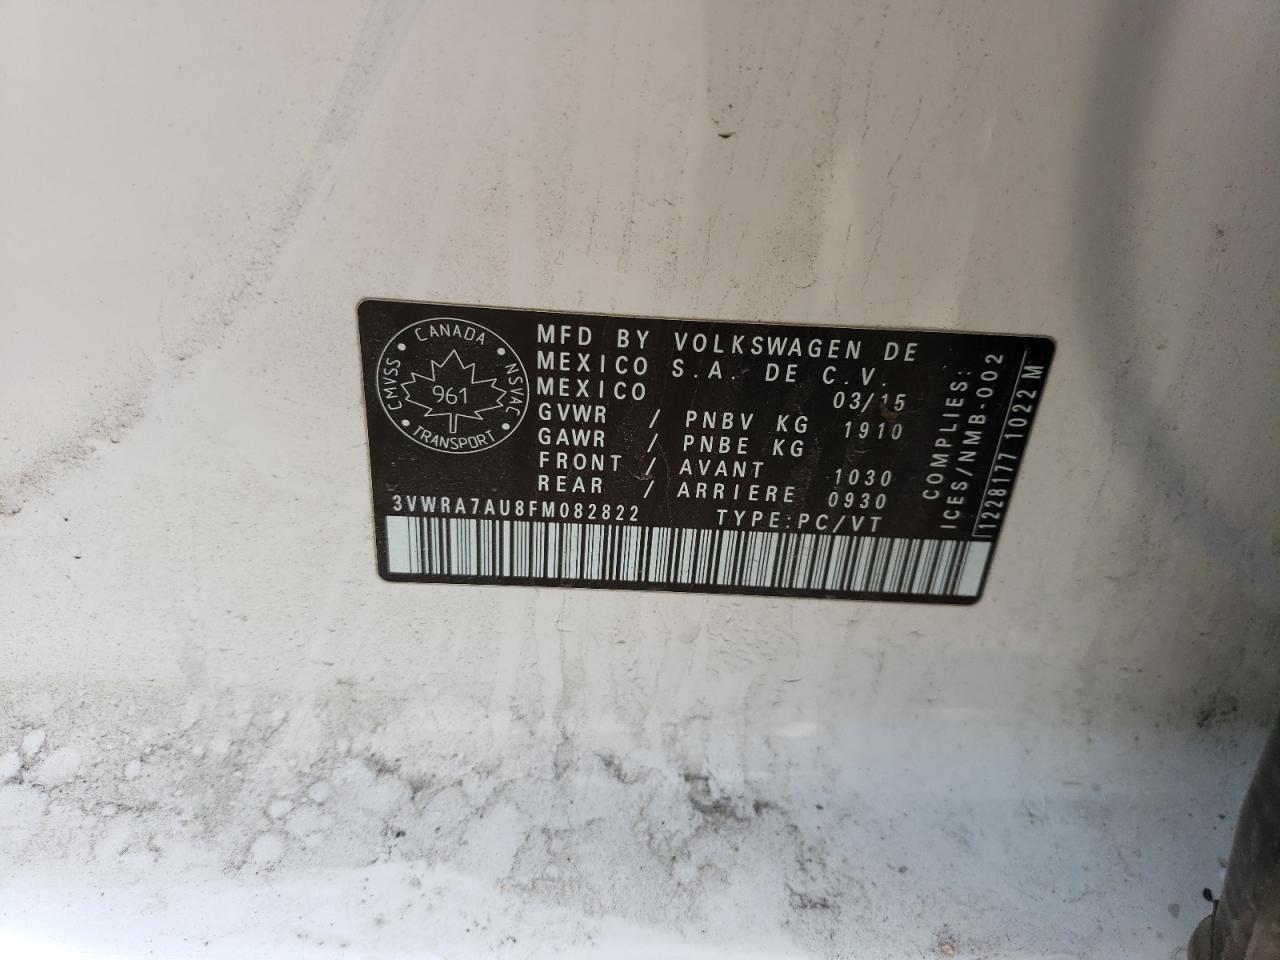 CANADA
CMVSS
NSVAC
961
TRANSPORT
MFD BY VOLKSWAGEN DE
MEXICO S.A. DE C.V.
MEXICO 03/15
GVWR / PNBV KG 1910
GAWR / PNBE KG
FRONT / AVANT 1030
REAR / ARRIERE 0930
3VWRA7AU8FM082822 TYPE:PC/VT
COMPLIES:
ICES/NMB-002
1228177 1022 M